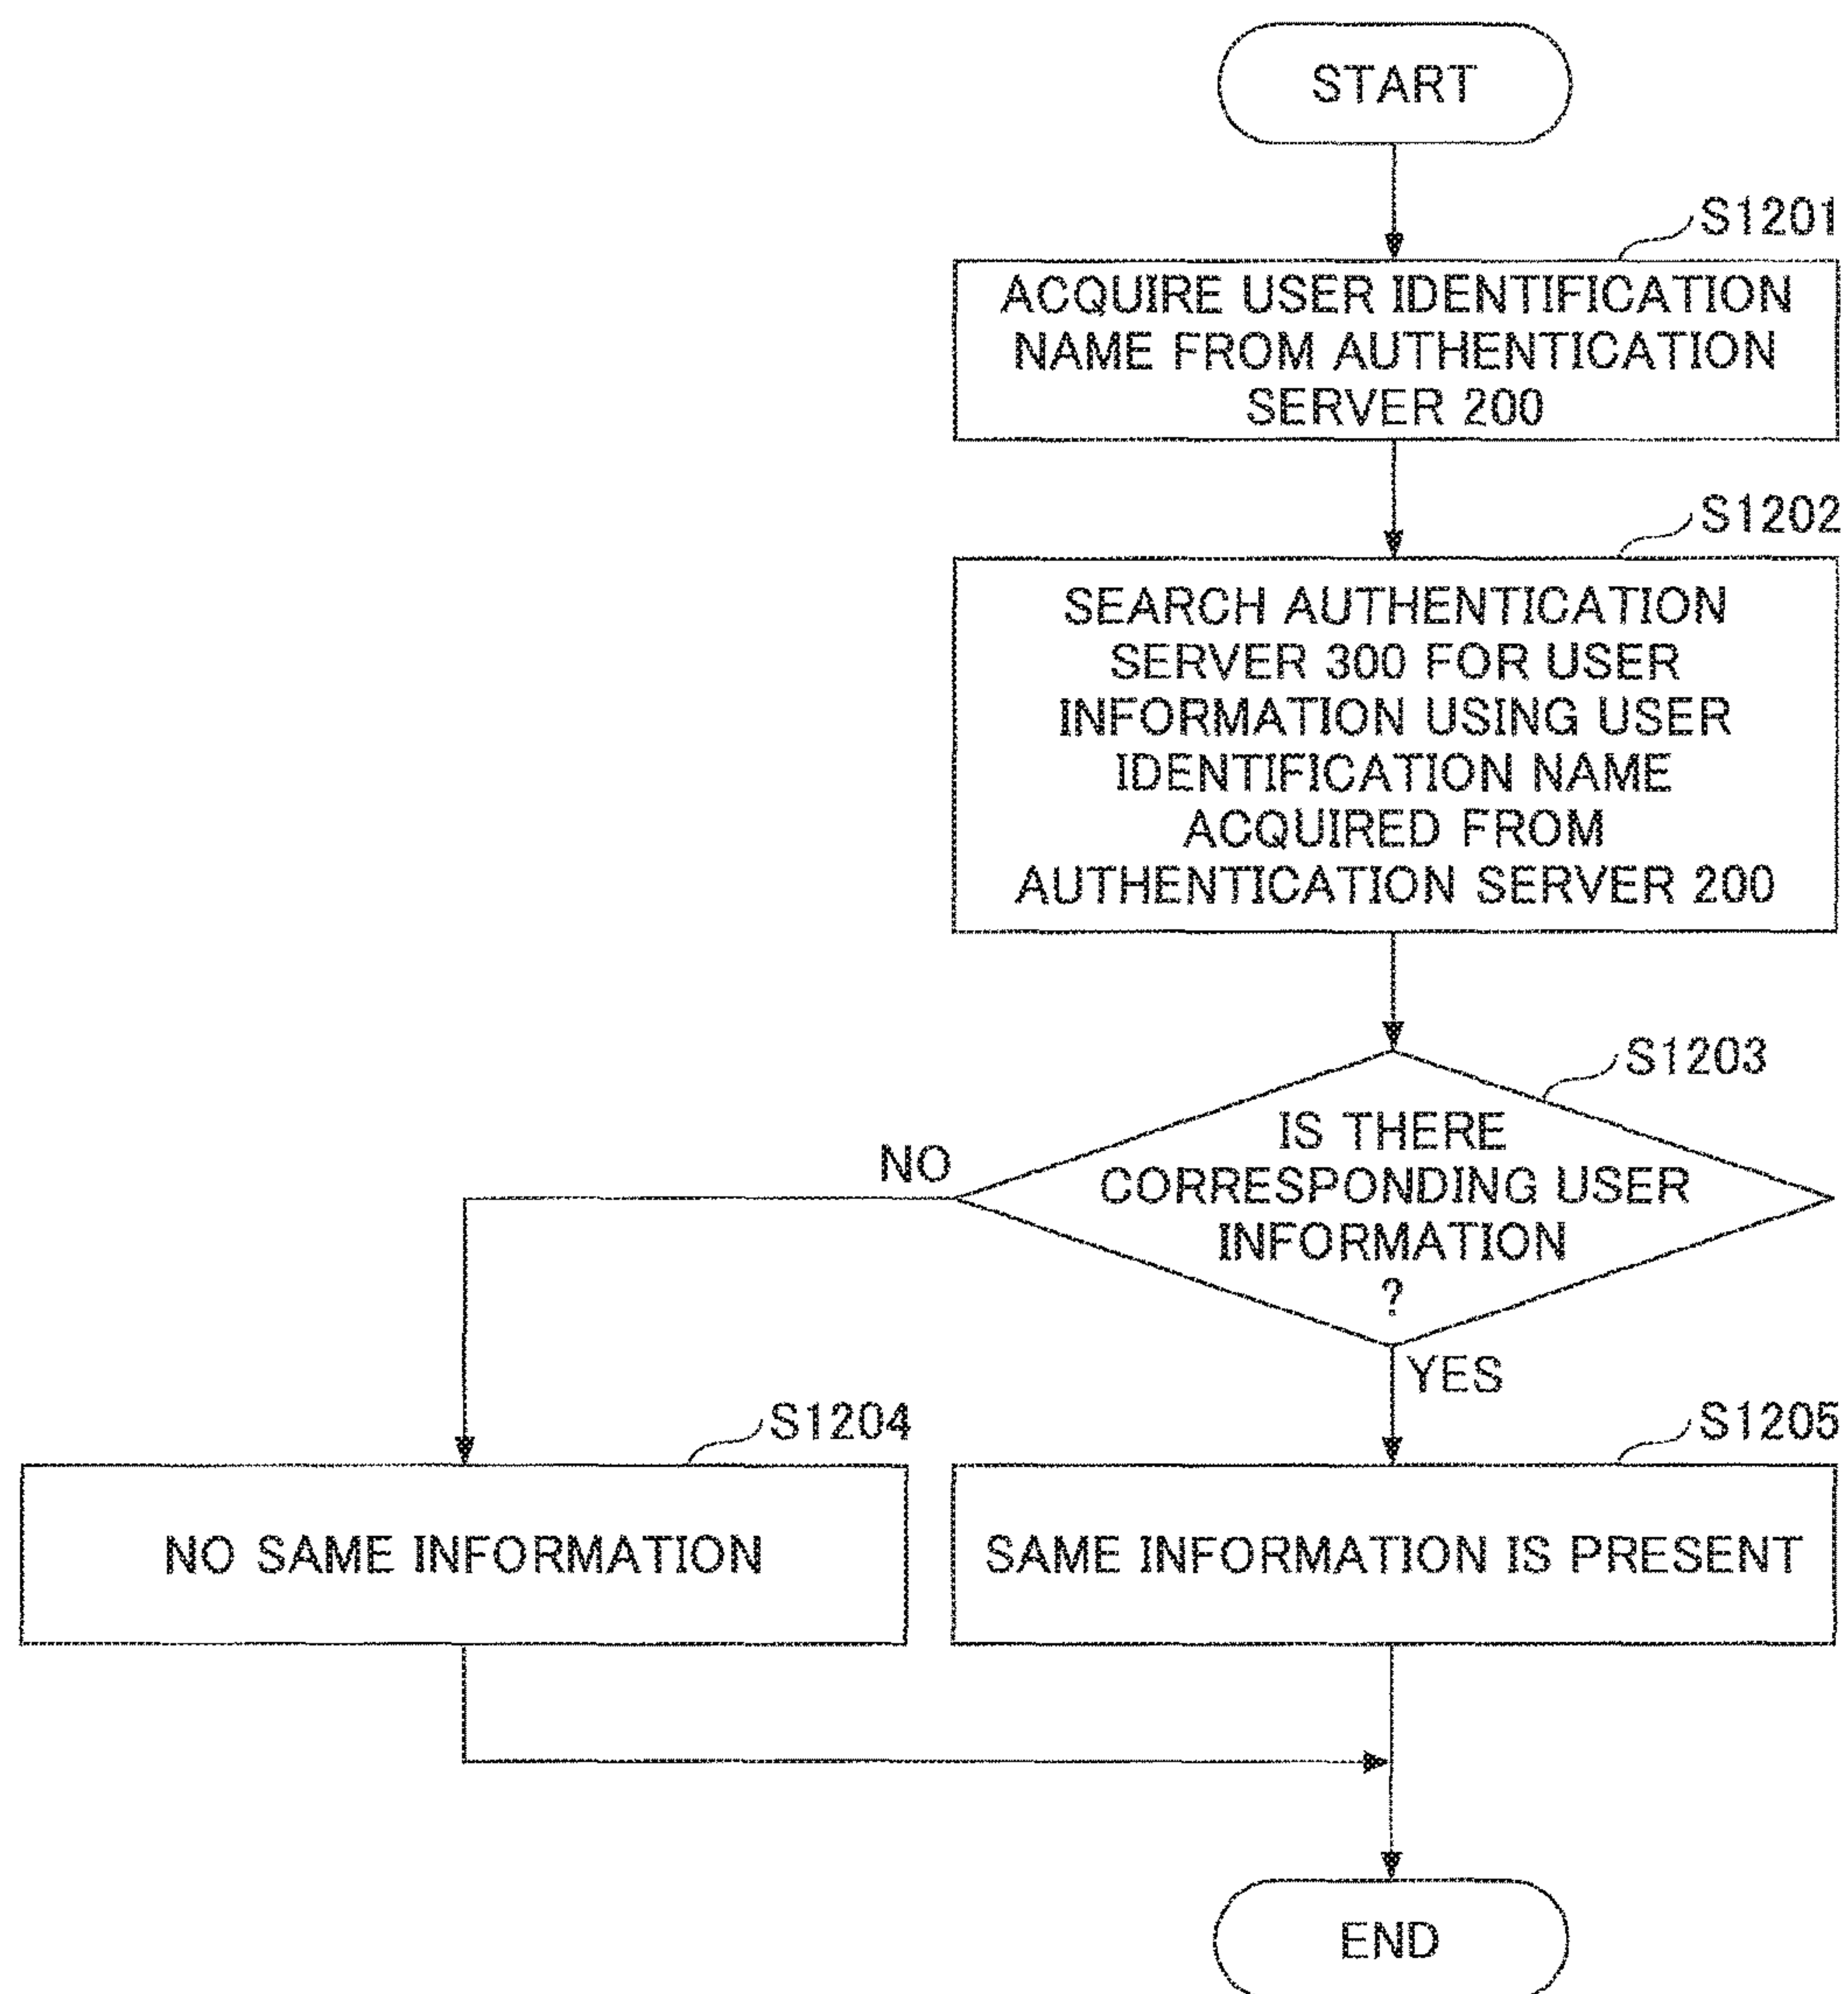 START
S1201
ACQUIRE USER IDENTIFICATION
NAME FROM AUTHENTICATION
SERVER 200
S1202
SEARCH AUTHENTICATION
SERVER 300 FOR USER
INFORMATION USING USER
IDENTIFICATION NAME
ACQUIRED FROM
AUTHENTICATION SERVER 200
S1203
IS THERE
CORRESPONDING USER
INFORMATION
?
NO
YES
S1204
NO SAME INFORMATION
S1205
SAME INFORMATION IS PRESENT
END